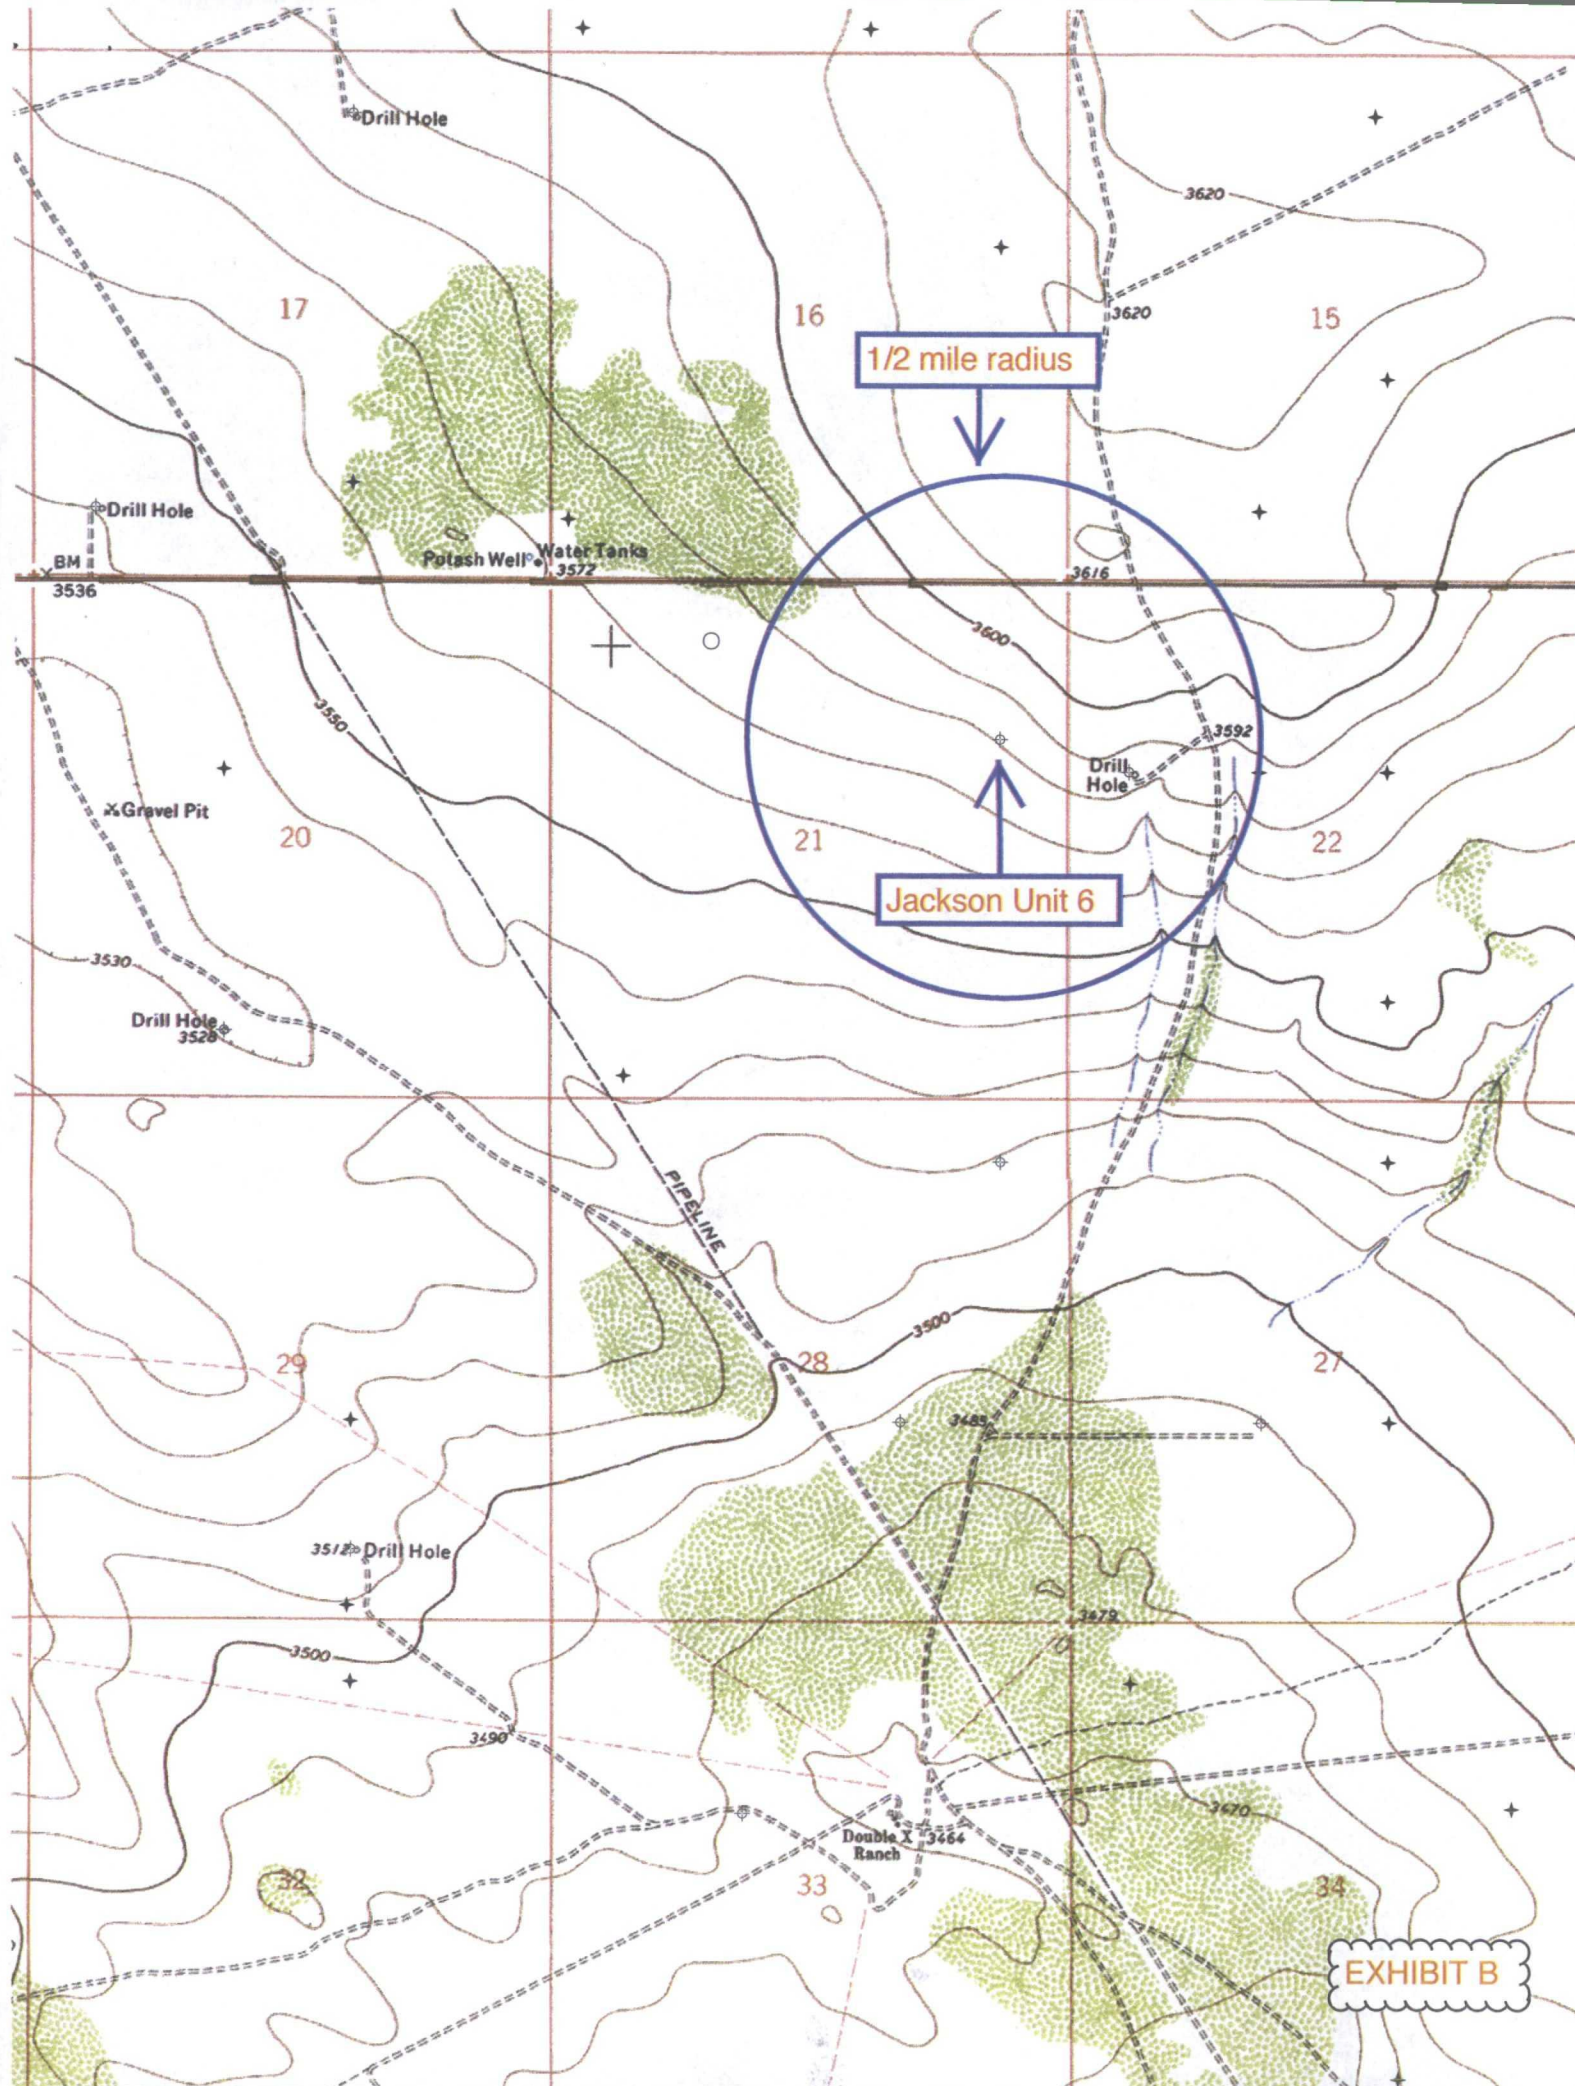 Drill Hole
3620
17
16
3620
15
1/2 mile radius
Drill Hole
Potash Well
Water Tanks
3572
BM
3536
3616
3600
3550
3592
Drill
Hole
Gravel Pit
20
21
22
Jackson Unit 6
3530
Drill Hole
3528
PIPELINE
3500
29
28
27
3485
3512
Drill Hole
3479
3500
3490
3470
Double X
Ranch
3464
32
33
34
EXHIBIT B